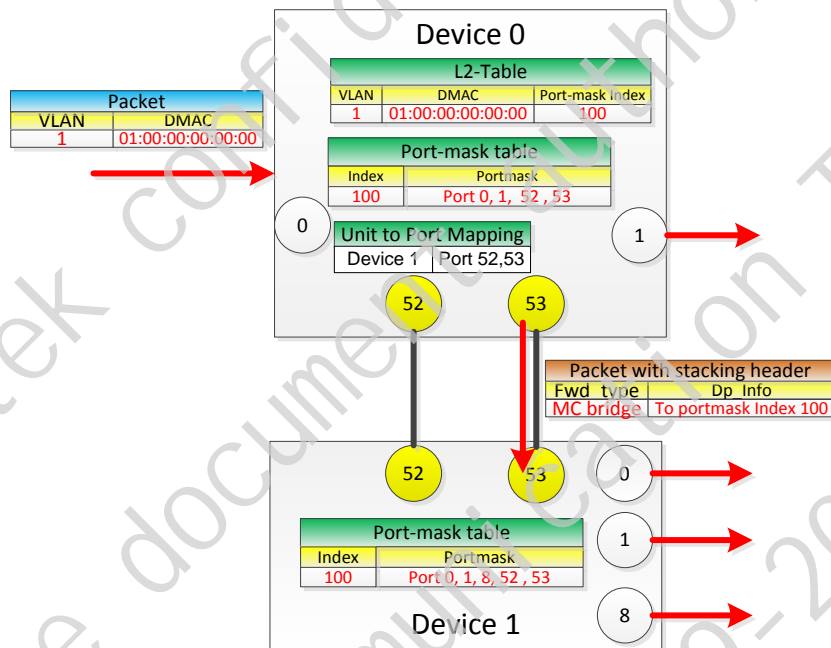 Device 0
L2-Table
VLAN DMAC Port-mask Index
1 01:00:00:00:00:00 100
Packet
VLAN DMAC
1 01:00:00:00:00:00
Port-mask table
Index Portmask
100 Port 0, 1, 52 , 53
0
Unit to Port Mapping
Device 1 Port 52,53
1
52 53
Packet with stacking header
Fwd_type Dp_Info
MC bridge To portmask Index 100
52 53 0
Port-mask table
Index Portmask
100 Port 0, 1, 8, 52 , 53
1
Device 1
8